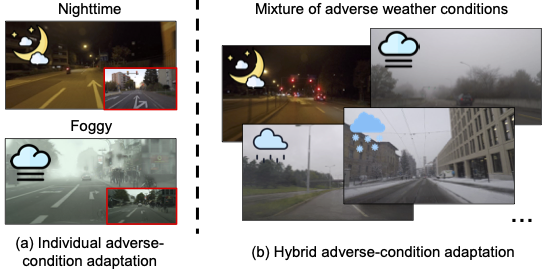 Nighttime
Foggy
(a) Individual adverse-
condition adaptation
Mixture of adverse weather conditions
...
(b) Hybrid adverse-condition adaptation